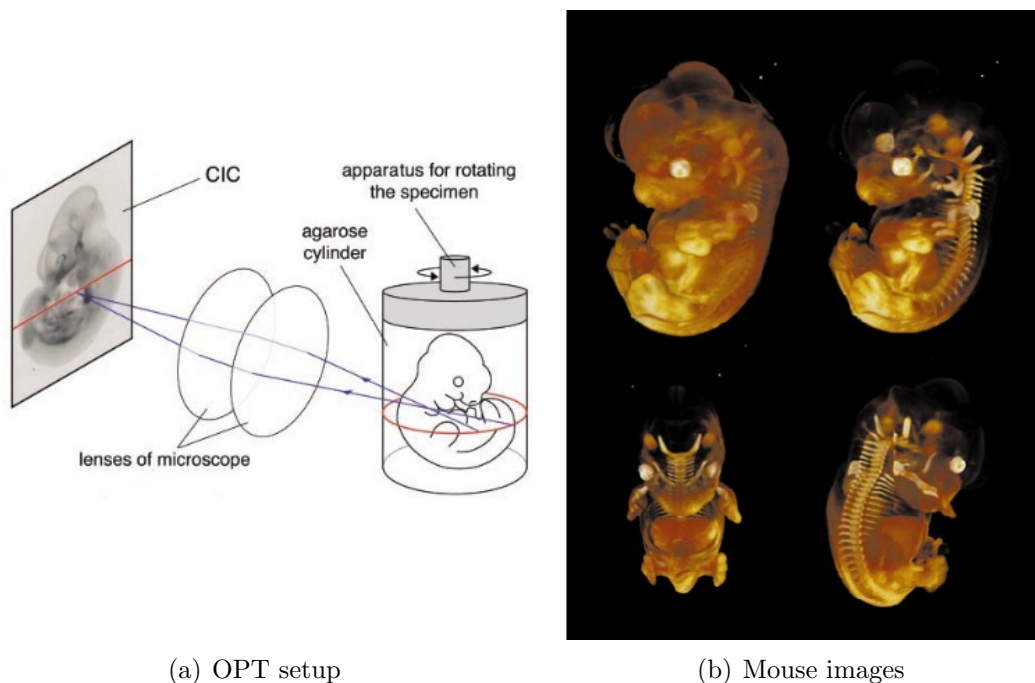 CIC
apparatus for rotating
the specimen
agarose
cylinder
lenses of microscope
(a) OPT setup
(b) Mouse images